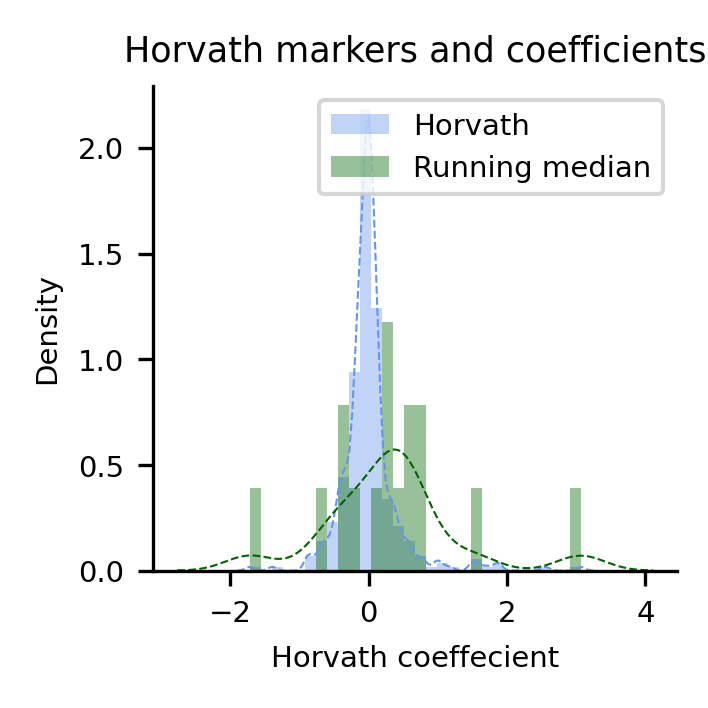 Horvath markers and coefficients
Horvath
Running median
2.0
1.5
1.0
0.5
0.0
Density
−2
0
2
4
Horvath coeffecient